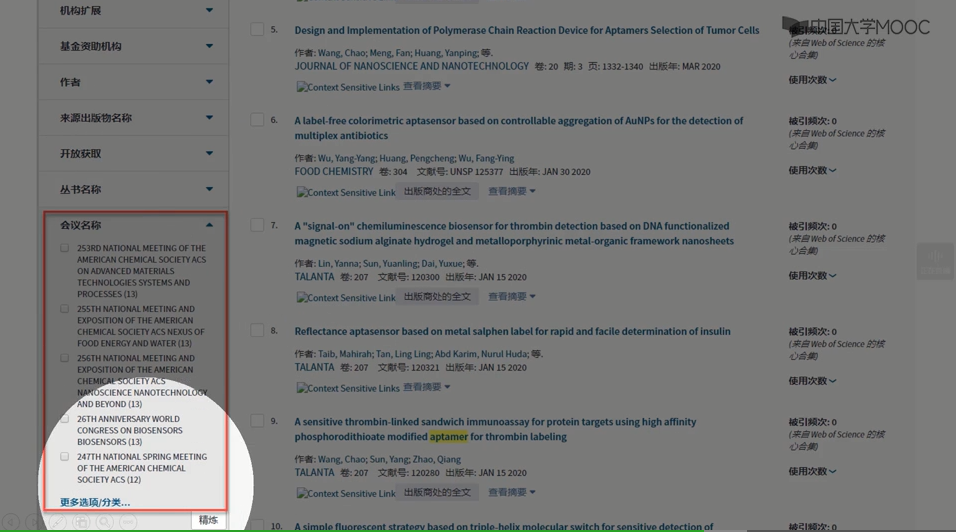 机构扩展
基金资助机构
作者
来源出版物名称
开放获取
丛书名称
会议名称
253RD NATIONAL MEETING OF THE
AMERICAN CHEMICAL SOCIETY ACS
ON ADVANCED MATERIALS
TECHNOLOGIES SYSTEMS AND
PROCESSES (13)
255TH NATIONAL MEETING AND
EXPOSITION OF THE AMERICAN
CHEMICAL SOCIETY ACS NEXUS OF
FOOD ENERGY AND WATER (13)
256TH NATIONAL MEETING AND
EXPOSITION OF THE AMERICAN
CHEMICAL SOCIETY ACS
NANOSCIENCE NANOTECHNOLOGY
AND BEYOND (13)
26TH ANNIVERSARY WORLD
CONGRESS ON BIOSENSORS
BIOSENSORS (13)
247TH NATIONAL SPRING MEETING
OF THE AMERICAN CHEMICAL
SOCIETY ACS (12)
更多选项/分类...
精炼
5. Design and Implementation of Polymerase Chain Reaction Device for Aptamers Selection of Tumor Cells
作者: Wang, Chao; Meng, Fan; Huang, Yanping; 等.
JOURNAL OF NANOSCIENCE AND NANOTECHNOLOGY 卷: 20 期: 3 页: 1332-1340 出版年: MAR 2020
Context Sensitive Links 查看摘要
6. A label-free colorimetric aptasensor based on controllable aggregation of AuNPs for the detection of
multiplex antibiotics
作者: Wu, Yang-Yang; Huang, Pengcheng; Wu, Fang-Ying
FOOD CHEMISTRY 卷: 304 文献号: UNSP 125377 出版年: JAN 30 2020
Context Sensitive Links 出版商处的全文 查看摘要
7. A "signal-on" chemiluminescence biosensor for thrombin detection based on DNA functionalized
magnetic sodium alginate hydrogel and metalloporphyrinic metal-organic framework nanosheets
作者: Lin, Yanna; Sun, Yuanling; Dai, Yuxue; 等.
TALANTA 卷: 207 文献号: 120300 出版年: JAN 15 2020
Context Sensitive Links 出版商处的全文 查看摘要
8. Reflectance aptasensor based on metal salphen label for rapid and facile determination of insulin
作者: Taib, Mahirah; Tan, Ling Ling; Abd Karim, Nurul Huda; 等.
TALANTA 卷: 207 文献号: 120321 出版年: JAN 15 2020
Context Sensitive Links 查看摘要
9. A sensitive thrombin-linked sandwich immunoassay for protein targets using high affinity
phosphorodithioate modified aptamer for thrombin labeling
作者: Wang, Chao; Sun, Yang; Zhao, Qiang
TALANTA 卷: 207 文献号: 120280 出版年: JAN 15 2020
Context Sensitive Links 出版商处的全文 查看摘要
10. A simple fluorescent strategy based on triple-helix molecular switch for sensitive detection of
中国大学MOOC
(来自 Web of Science 的核
心合集)
使用次数
被引频次: 0
(来自 Web of Science 的核
心合集)
使用次数
被引频次: 0
(来自 Web of Science 的核
心合集)
使用次数
被引频次: 0
(来自 Web of Science 的核
心合集)
使用次数
被引频次: 0
(来自 Web of Science 的核
心合集)
使用次数
被引频次: 0